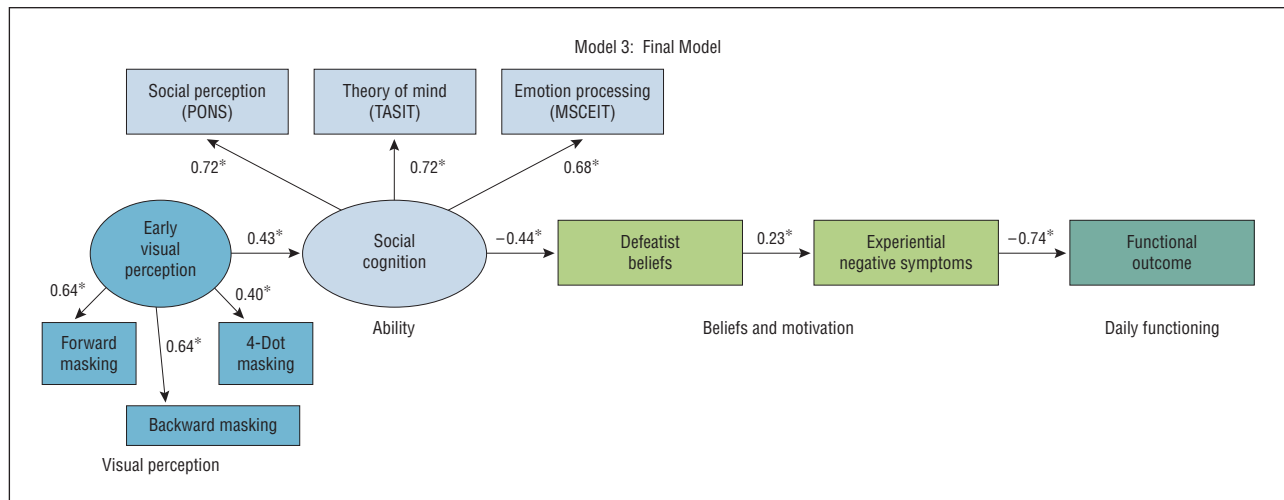 Model 3: Final Model
Social perception
(PONS)
Theory of mind
(TASIT)
Emotion processing
(MSCEIT)
0.72*
0.72*
0.68*
Early
visual
perception
0.43*
Social
cognition
−0.44*
Defeatist
beliefs
0.23*
Experiential
negative symptoms
−0.74*
Functional
outcome
0.64*
0.64*
0.40*
Forward
masking
4-Dot
masking
Backward masking
Visual perception
Ability
Beliefs and motivation
Daily functioning